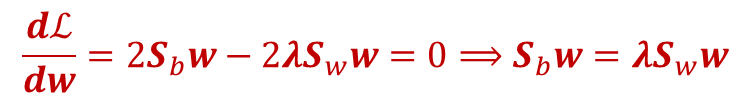 dℒ/dw = 2S_b w − 2λS_w w = 0 ⟹ S_b w = λS_w w